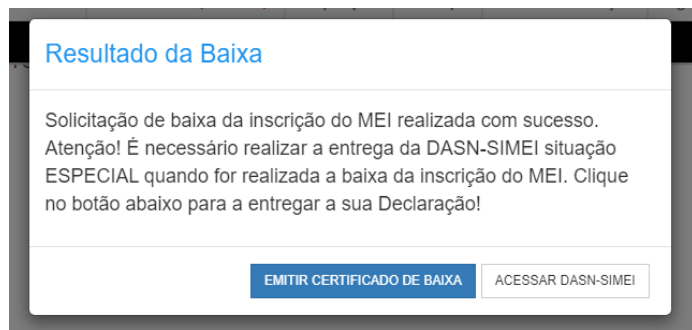 Resultado da Baixa
Solicitação de baixa da inscrição do MEI realizada com sucesso.
Atenção! É necessário realizar a entrega da DASN-SIMEI situação
ESPECIAL quando for realizada a baixa da inscrição do MEI. Clique
no botão abaixo para a entregar a sua Declaração!
EMITIR CERTIFICADO DE BAIXA ACESSAR DASN-SIMEI